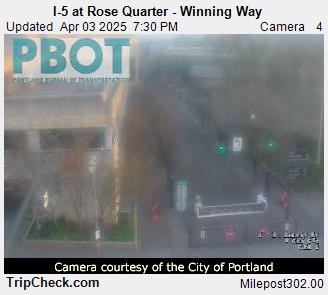 I-5 at Rose Quarter - Winning Way
Updated Apr 03 2025 7:30 PM Camera 4
PBOT
PORTLAND BUREAU OF TRANSPORTATION
Camera courtesy of the City of Portland
TripCheck.com Milepost302.00